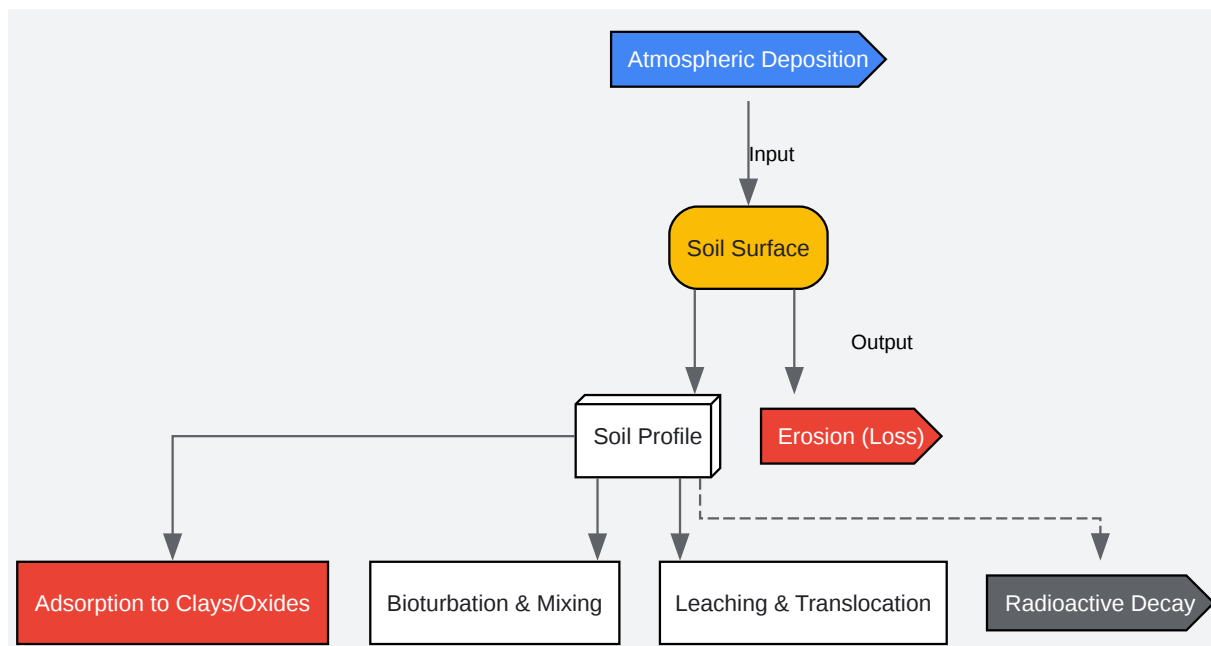 Atmospheric Deposition
Input
Soil Surface
Output
Soil Profile
Erosion (Loss)
Adsorption to Clays/Oxides
Bioturbation & Mixing
Leaching & Translocation
Radioactive Decay